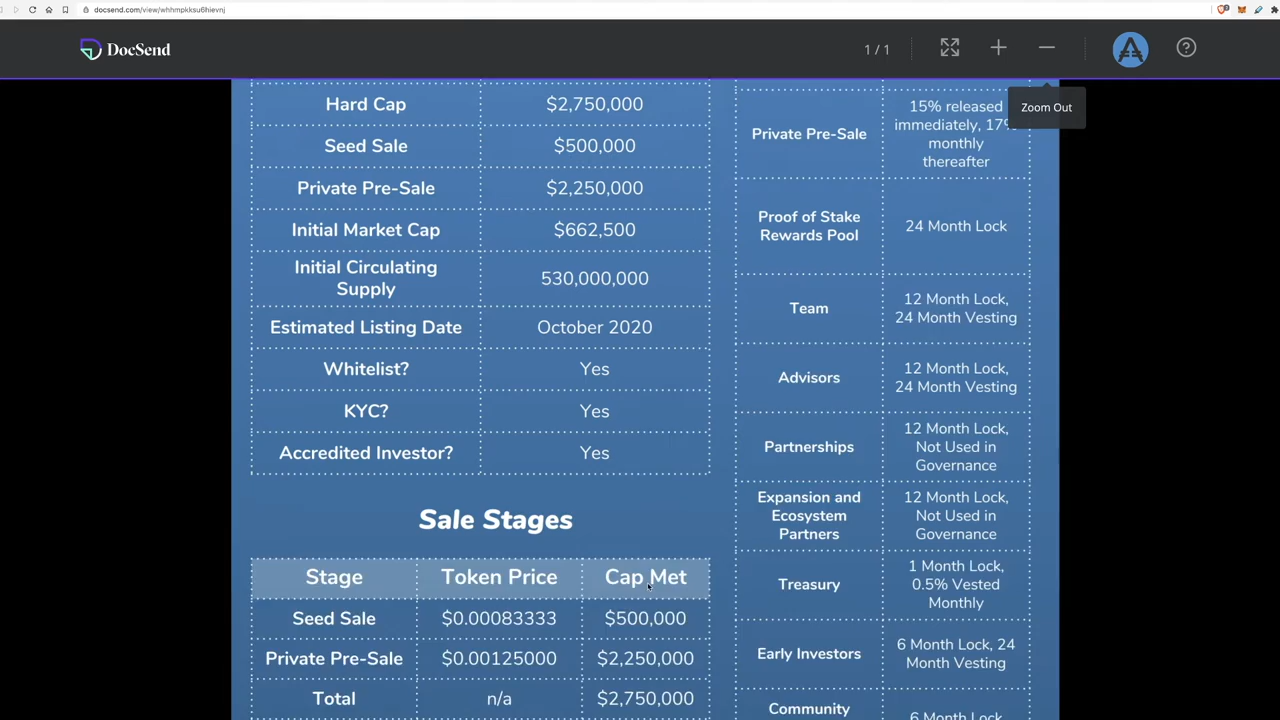 docsend.com/view/whhmpkksu6hievnj
DocSend
1 / 1
Zoom Out
Hard Cap
$2,750,000
Seed Sale
$500,000
Private Pre-Sale
$2,250,000
Initial Market Cap
$662,500
Initial Circulating
Supply
530,000,000
Estimated Listing Date
October 2020
Whitelist?
Yes
KYC?
Yes
Accredited Investor?
Yes
Sale Stages
Stage
Token Price
Cap Met
Seed Sale
$0.00083333
$500,000
Private Pre-Sale
$0.00125000
$2,250,000
Total
n/a
$2,750,000
Private Pre-Sale
15% released
immediately, 17%
monthly
thereafter
Proof of Stake
Rewards Pool
24 Month Lock
Team
12 Month Lock,
24 Month Vesting
Advisors
12 Month Lock,
24 Month Vesting
Partnerships
12 Month Lock,
Not Used in
Governance
Expansion and
Ecosystem
Partners
12 Month Lock,
Not Used in
Governance
Treasury
1 Month Lock,
0.5% Vested
Monthly
Early Investors
6 Month Lock, 24
Month Vesting
Community
6 Month Lock